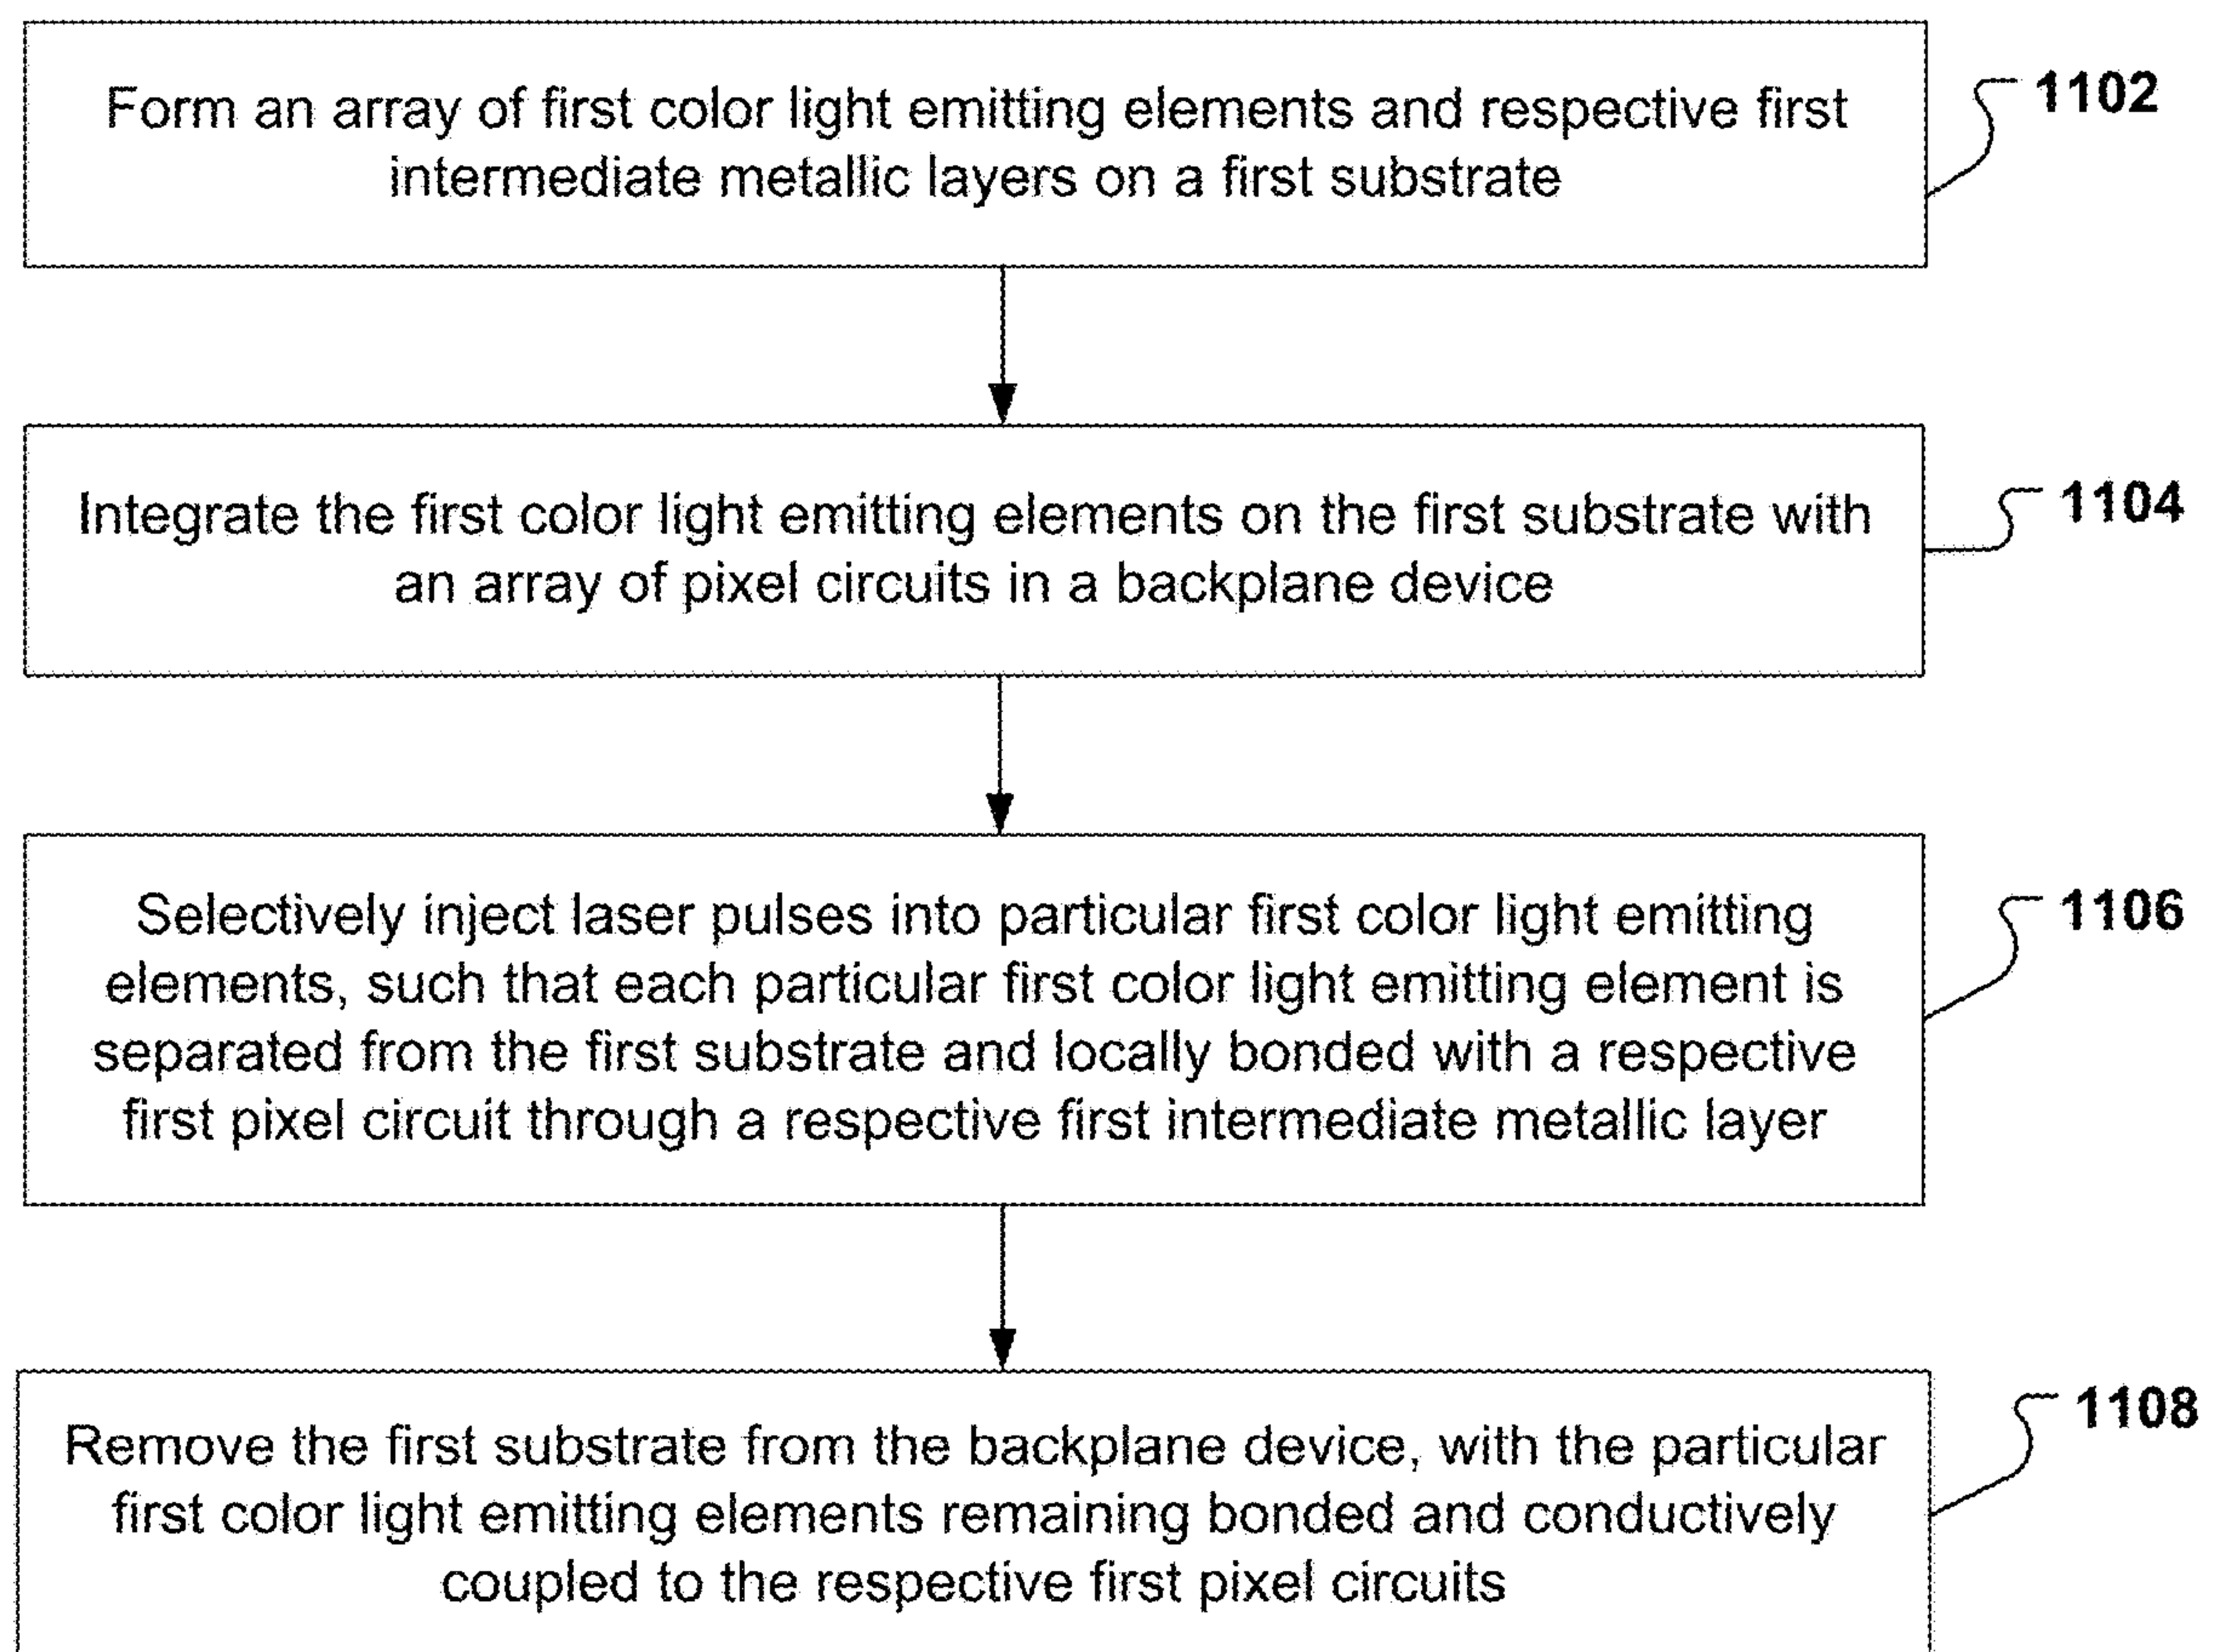 Form an array of first color light emitting elements and respective first
intermediate metallic layers on a first substrate
1102
Integrate the first color light emitting elements on the first substrate with
an array of pixel circuits in a backplane device
1104
Selectively inject laser pulses into particular first color light emitting
elements, such that each particular first color light emitting element is
separated from the first substrate and locally bonded with a respective
first pixel circuit through a respective first intermediate metallic layer
1106
Remove the first substrate from the backplane device, with the particular
first color light emitting elements remaining bonded and conductively
coupled to the respective first pixel circuits
1108